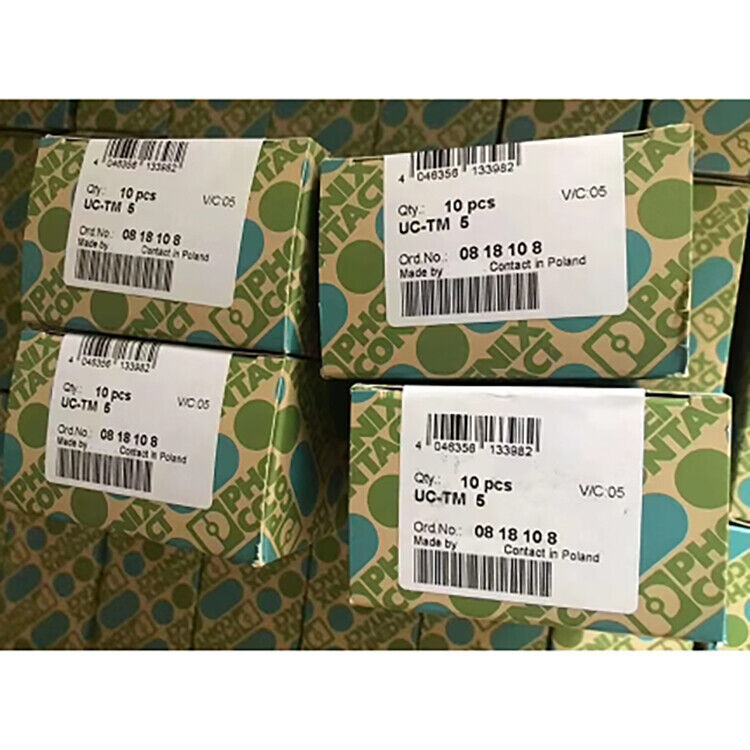 4 046356 133982
Qty.: 10 pcs V/C:05
UC-TM 5
Ord.No.: 08 18 10 8
Made by Contact in Poland
PHOENIX
CONTACT
4 046356 133982
Qty.: 10 pcs V/C:05
UC-TM 5
Ord.No.: 08 18 10 8
Made by Contact in Poland
PHOENIX
CONTACT
4 046356 133982
Qty.: 10 pcs V/C:05
UC-TM 5
Ord.No.: 08 18 10 8
Made by Contact in Poland
PHOENIX
CONTACT
4 046356 133982
Qty.: 10 pcs V/C:05
UC-TM 5
Ord.No.: 08 18 10 8
Made by Contact in Poland
PHO
CONT